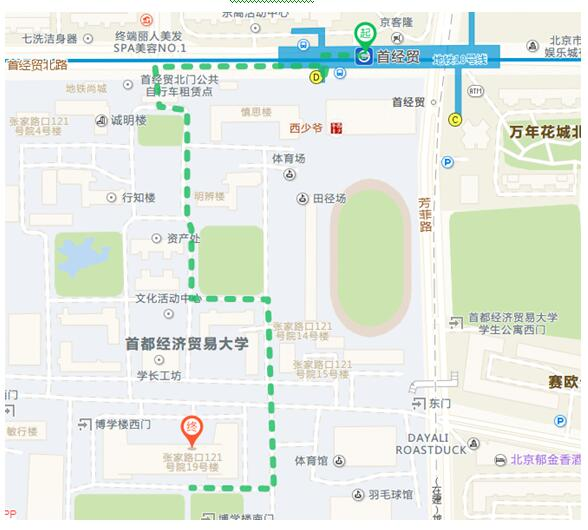 京高活动中心
七洗洁身器
终端丽人美发
SPA美容NO.1
京客隆
起
首经贸
地铁10号线
北京市
娱乐城
首经贸北路
D
地铁尚城
首经贸北门公共
自行车租赁点
ATM
首经贸
C
张家路口121
号院4号楼
诚明楼
慎思楼
西少爷
万年花城北
体育场
P
行知楼
明辨楼
田径场
芳菲路
资产处
文化活动中心
首都经济贸易大学
张家路口121
号院14号楼
首都经济贸易大学
学生公寓西门
学长工坊
张家路口121
号院15号楼
赛欧
门
东门
博学楼西门
终
敏行楼
P
张家路口121
号院19号楼
DAYALI
ROASTDUCK
体育馆
北京郁金香酒
羽毛球馆
博学楼南门
PP